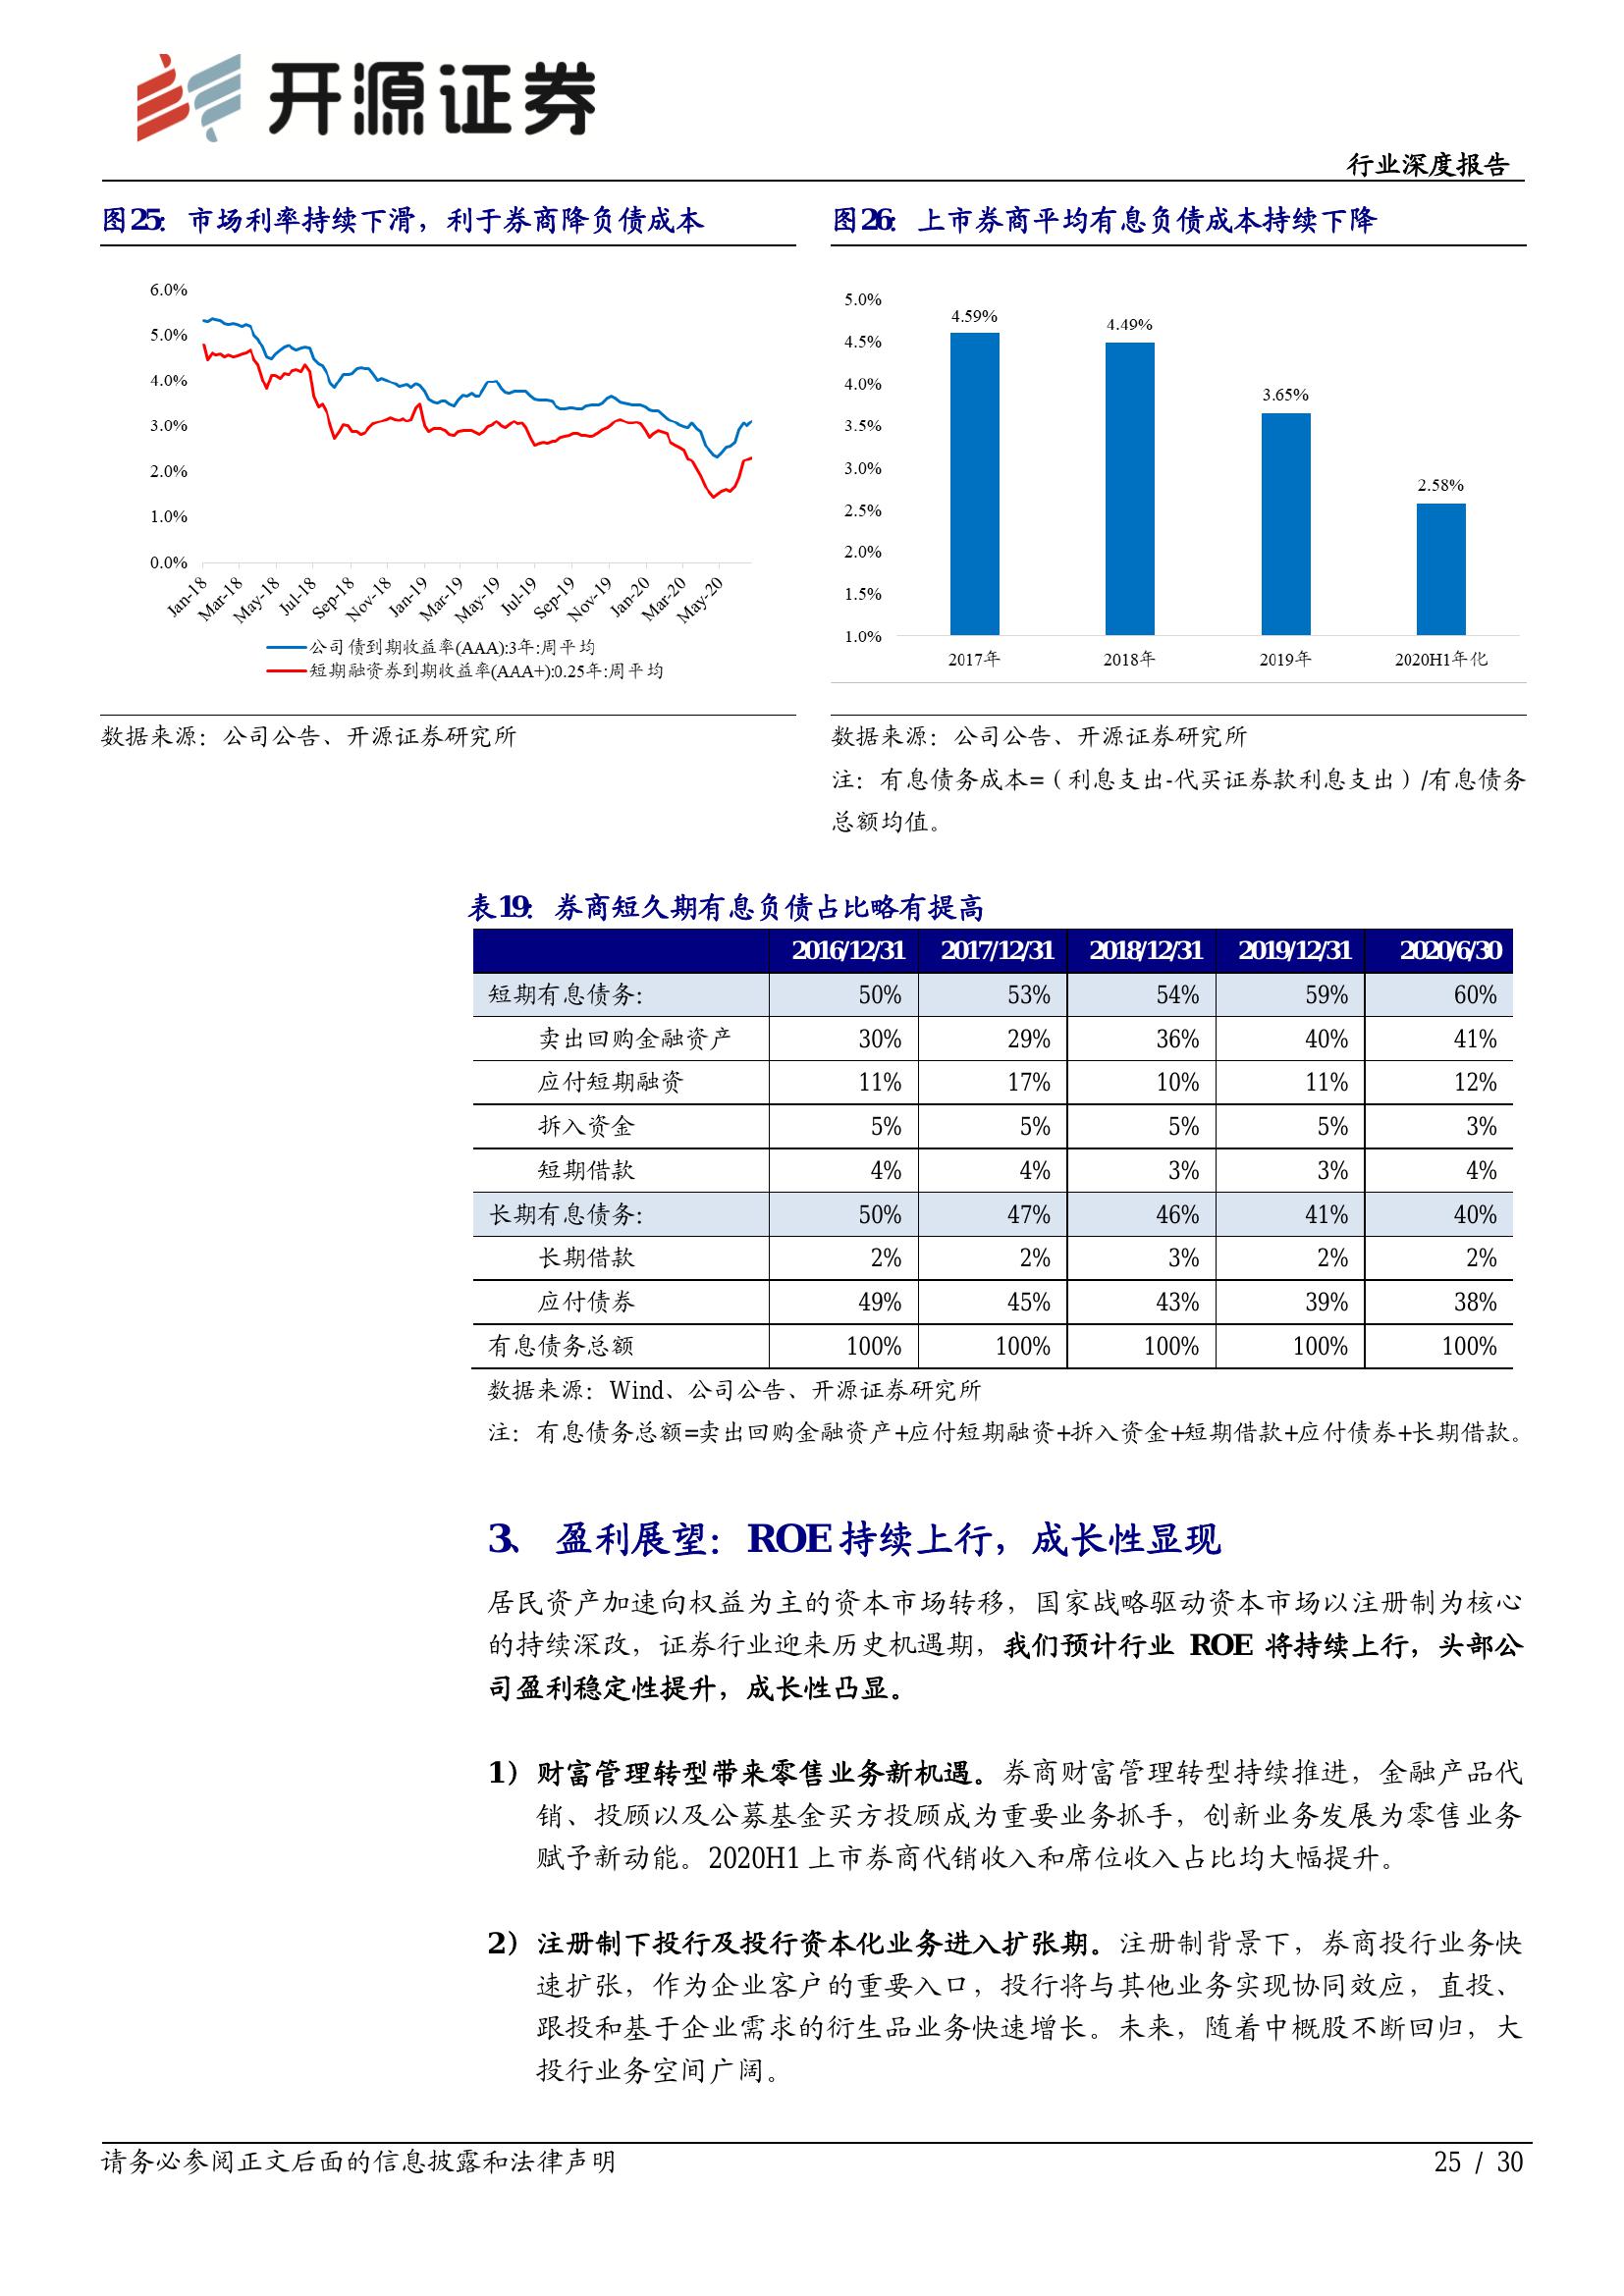 开源证券
行业深度报告
图25：市场利率持续下滑，利于券商降负债成本
6.0%
5.0%
4.0%
3.0%
2.0%
1.0%
0.0%
Jan-18
Mar-18
May-18
Jul-18
Sep-18
Nov-18
Jan-19
Mar-19
May-19
Jul-19
Sep-19
Nov-19
Jan-20
Mar-20
May-20
公司债到期收益率(AAA):3年:周平均
短期融资券到期收益率(AAA+):0.25年:周平均
数据来源：公司公告、开源证券研究所
图26：上市券商平均有息负债成本持续下降
5.0%
4.5%
4.0%
3.5%
3.0%
2.5%
2.0%
1.5%
1.0%
4.59%
4.49%
3.65%
2.58%
2017年 2018年 2019年 2020H1年化
数据来源：公司公告、开源证券研究所
注：有息债务成本=（利息支出-代买证券款利息支出）/有息债务
总额均值。
表19：券商短久期有息负债占比略有提高
2016/12/31 2017/12/31 2018/12/31 2019/12/31 2020/6/30
短期有息债务: 50% 53% 54% 59% 60%
卖出回购金融资产 30% 29% 36% 40% 41%
应付短期融资 11% 17% 10% 11% 12%
拆入资金 5% 5% 5% 5% 3%
短期借款 4% 4% 3% 3% 4%
长期有息债务: 50% 47% 46% 41% 40%
长期借款 2% 2% 3% 2% 2%
应付债券 49% 45% 43% 39% 38%
有息债务总额 100% 100% 100% 100% 100%
数据来源：Wind、公司公告、开源证券研究所
注：有息债务总额=卖出回购金融资产+应付短期融资+拆入资金+短期借款+应付债券+长期借款。
3、 盈利展望：ROE持续上行，成长性显现
居民资产加速向权益为主的资本市场转移，国家战略驱动资本市场以注册制为核心
的持续深改，证券行业迎来历史机遇期，我们预计行业 ROE 将持续上行，头部公
司盈利稳定性提升，成长性凸显。
1）财富管理转型带来零售业务新机遇。券商财富管理转型持续推进，金融产品代
销、投顾以及公募基金买方投顾成为重要业务抓手，创新业务发展为零售业务
赋予新动能。2020H1 上市券商代销收入和席位收入占比均大幅提升。
2）注册制下投行及投行资本化业务进入扩张期。注册制背景下，券商投行业务快
速扩张，作为企业客户的重要入口，投行将与其他业务实现协同效应，直投、
跟投和基于企业需求的衍生品业务快速增长。未来，随着中概股不断回归，大
投行业务空间广阔。
请务必参阅正文后面的信息披露和法律声明
25 / 30